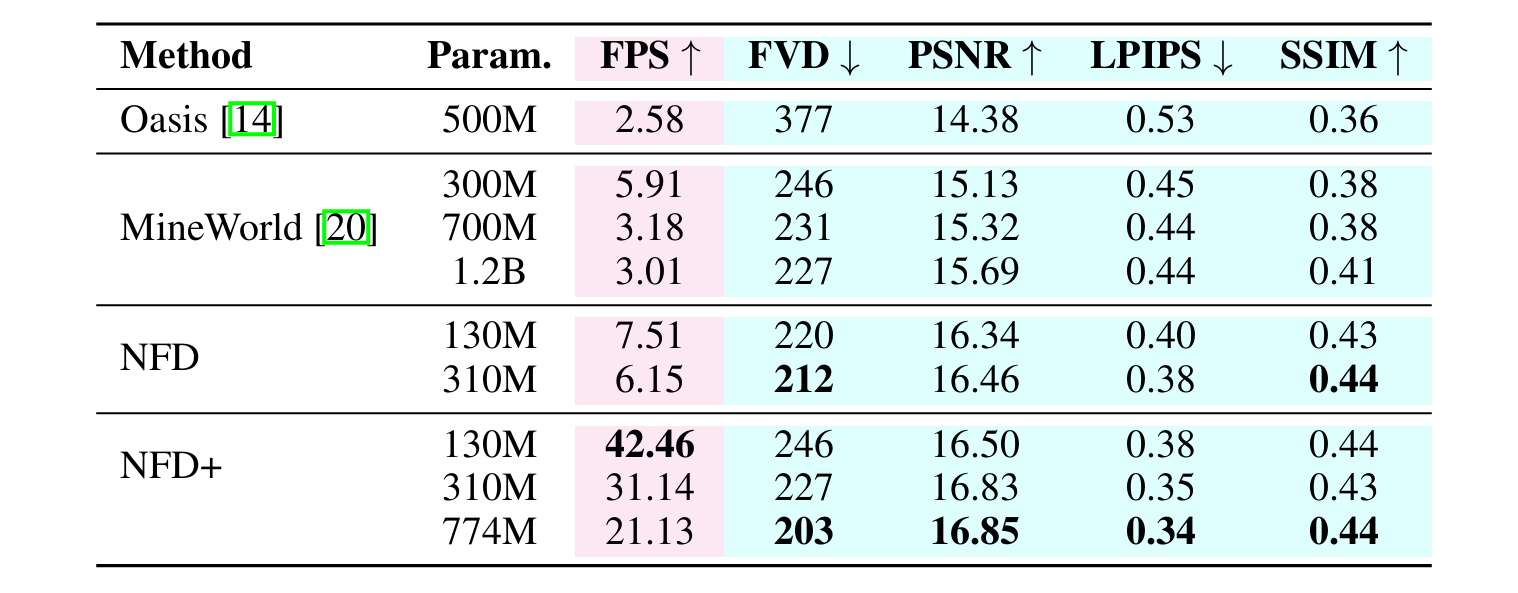 Method Param. FPS ↑ FVD ↓ PSNR ↑ LPIPS ↓ SSIM ↑
Oasis [14] 500M 2.58 377 14.38 0.53 0.36
300M 5.91 246 15.13 0.45 0.38
MineWorld [20] 700M 3.18 231 15.32 0.44 0.38
1.2B 3.01 227 15.69 0.44 0.41
NFD
130M 7.51 220 16.34 0.40 0.43
310M 6.15 212 16.46 0.38 0.44
NFD+
130M 42.46 246 16.50 0.38 0.44
310M 31.14 227 16.83 0.35 0.43
774M 21.13 203 16.85 0.34 0.44